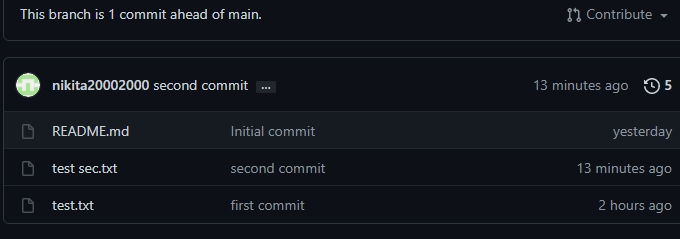 This branch is 1 commit ahead of main. Contribute
nikita20002000 second commit ... 13 minutes ago 5
README.md Initial commit yesterday
test sec.txt second commit 13 minutes ago
test.txt first commit 2 hours ago